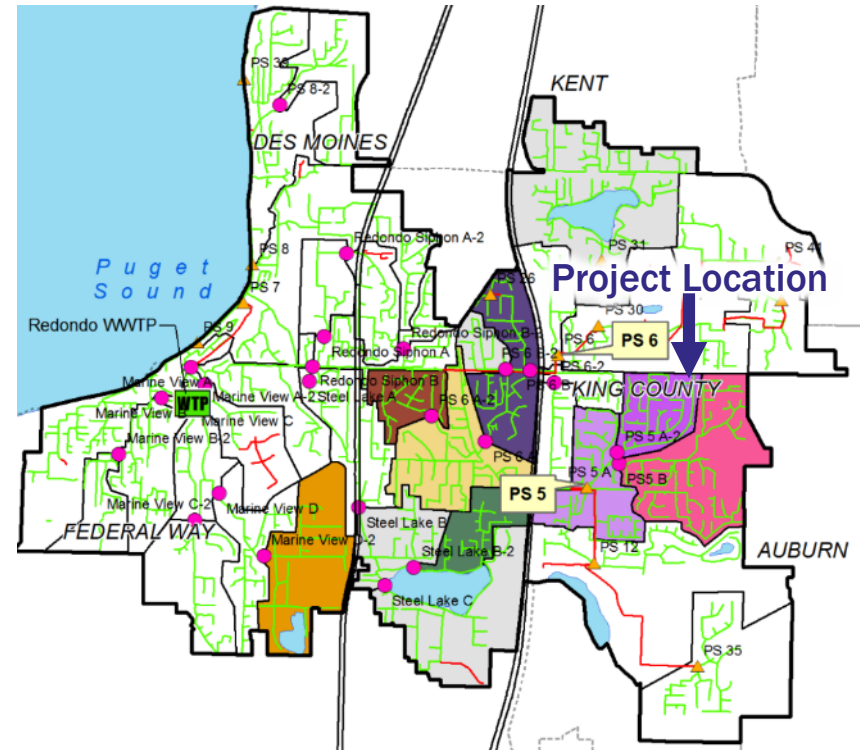 PS 39
PS 8-2
KENT
DES MOINES
Redondo Siphon A-2
PS 31
PS 41
Puget
Sound
PS 8
PS 7
PS 26
Project Location
PS 30
Redondo WWTP
PS 9
Redondo Siphon B-2
PS 6
PS 6
Redondo Siphon A
PS 6 B-2
PS 6-2
Marine View A
Redongo Siphon B
PS 6 B
KING COUNTY
Marine View A-2
Steel Lake A
WTP
Marine View B
Marine View C
PS 6 A-2
Marine View B-2
PS 6 A
PS 5 A-2
PS5 B
PS 5 A
PS 5
Marine View C-2
Marine View D
Steel Lake B
FEDERAL WAY
Marine View D-2
Steel Lake B-2
PS 12
AUBURN
Steel Lake C
PS 35